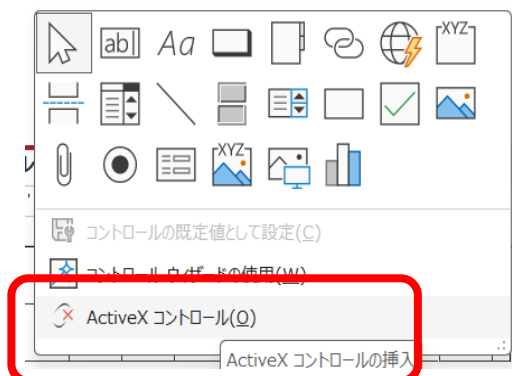 ab Aa XYZ
XYZ
コントロールの既定値として設定(C)
コントロール ウィザードの使用(W)
ActiveX コントロール(O)
ActiveX コントロールの挿入